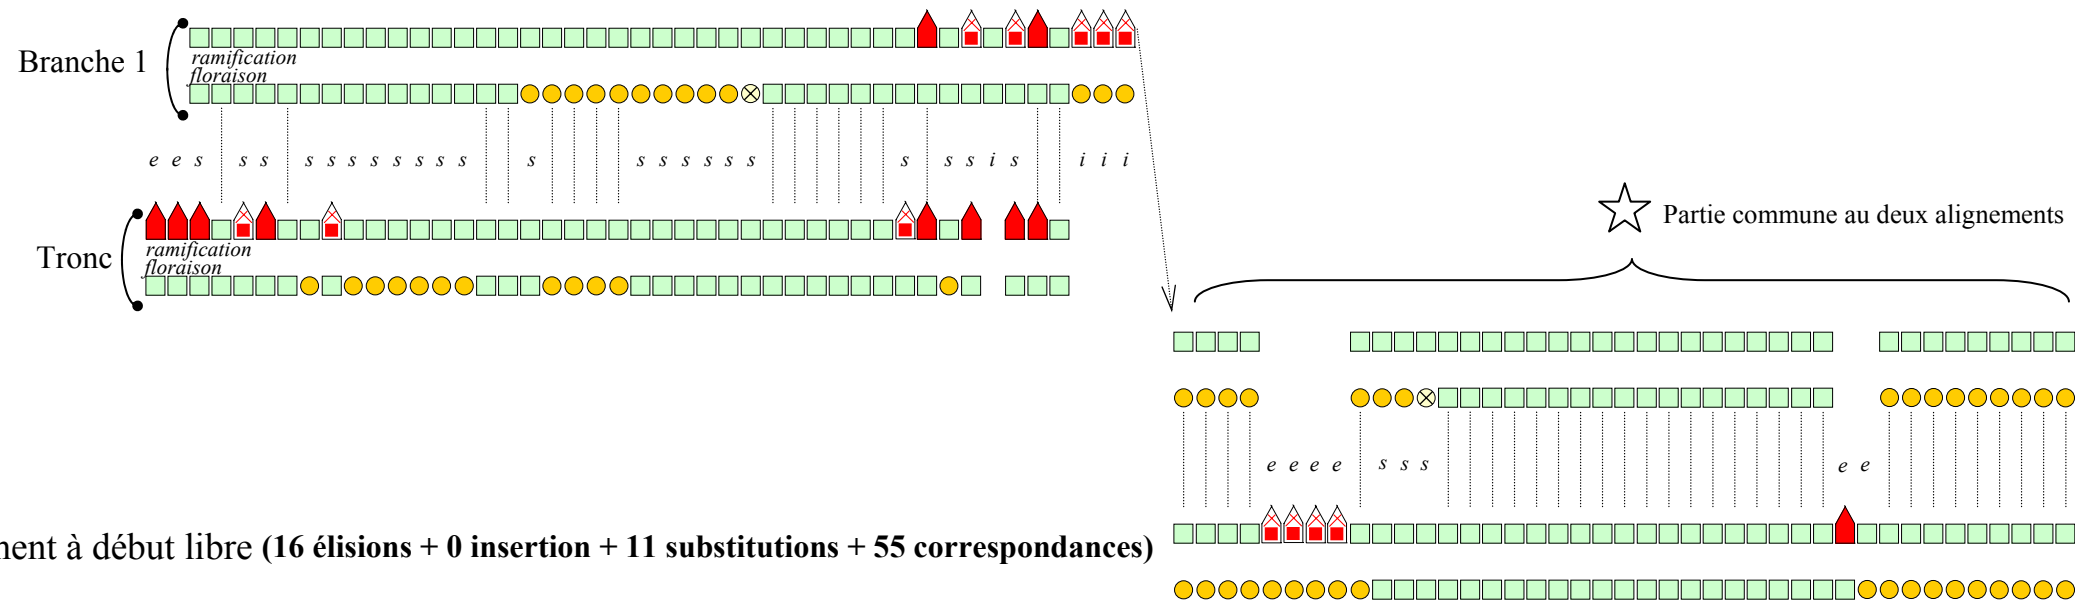 Branche 1
ramification
floraison
e e s s s s s s s s s s s s s s s s s s s s s i s i i i
Tronc
ramification
floraison
Partie commune au deux alignements
e e e e s s s e e
ment à début libre (16 élisions + 0 insertion + 11 substitutions + 55 correspondances)